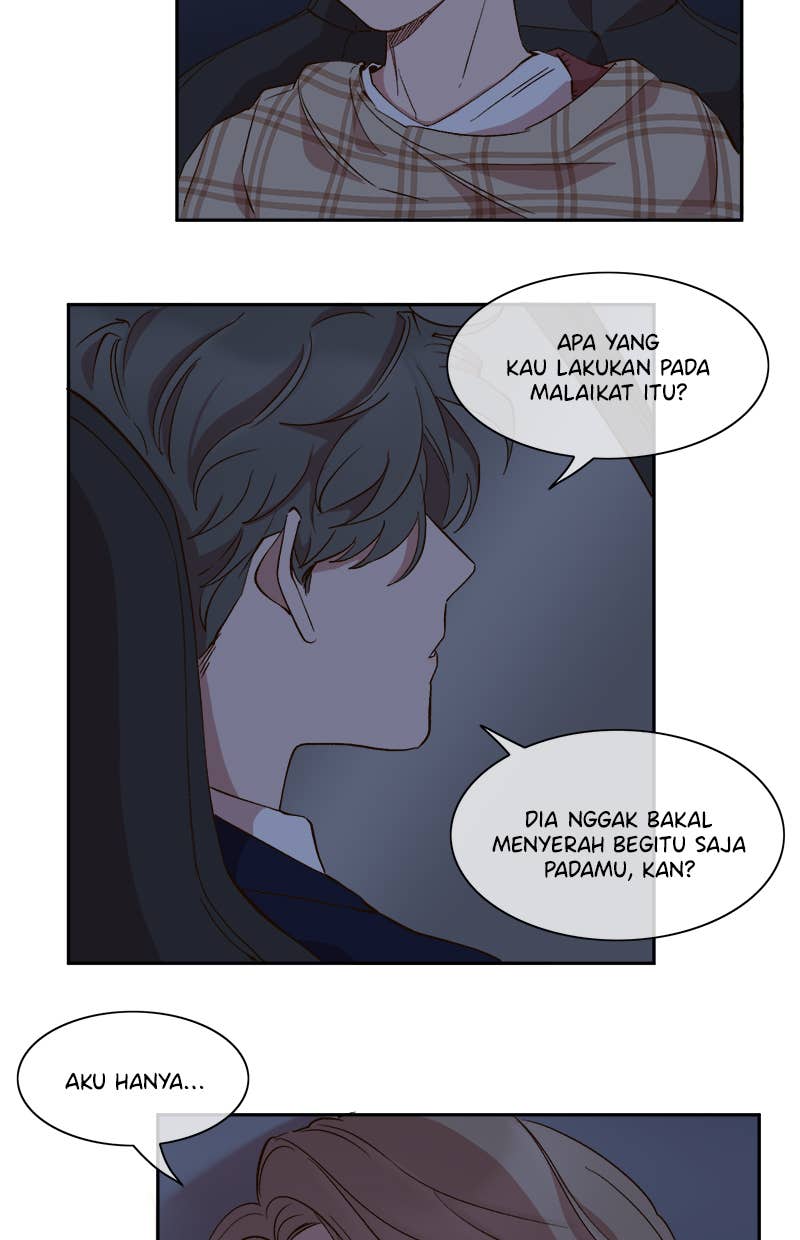 APA YANG
KAU LAKUKAN PADA
MALAIKAT ITU?
DIA NGGAK BAKAL
MENYERAH BEGITU SAJA
PADAMU, KAN?
AKU HANYA...